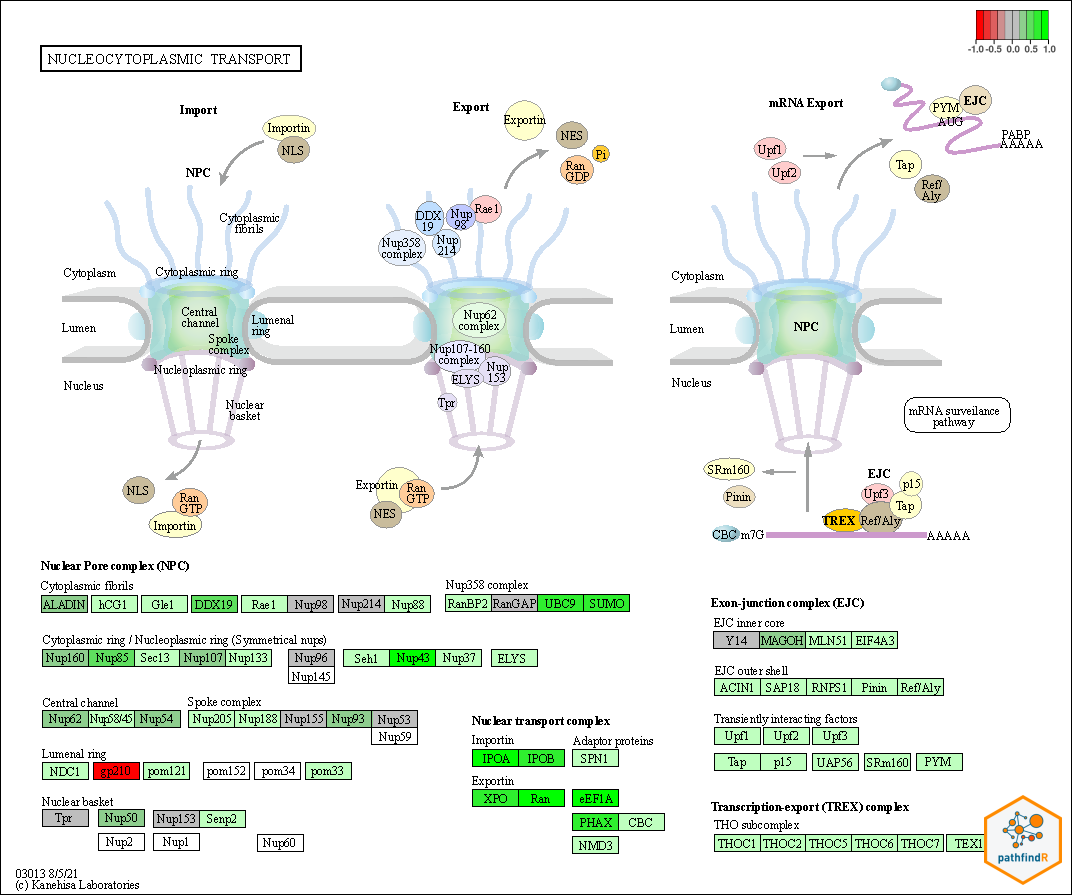 -1.0 -0.5 0.0 0.5 1.0
NUCLEOCYTOPLASMIC TRANSPORT
Import
Importin
NLS
NPC
Cytoplasmic
fibrils
Cytoplasm
Cytoplasmic ring
Central
channel
Lumenal
ring
Lumen
Spoke
complex
Nucleoplasmic ring
Nucleus
Nuclear
basket
NLS
Ran
GTP
Importin
Export
Exportin
NES
Pi
Ran
GDP
DDX
19
Nup
98
Rae1
Nup358
complex
Nup
214
Nup62
complex
Nup107-160
complex
Nup
153
ELYS
Tpr
Exportin
Ran
GTP
NES
mRNA Export
PYM
EJC
AUG
PABP
AAAAA
Upf1
Upf2
Tap
Ref/
Aly
Cytoplasm
Lumen
NPC
Nucleus
mRNA surveilance
pathway
SRm160
Pinin
EJC
p15
Upf3
Tap
TREX
Ref/Aly
CBC
m7G
AAAAA
Nuclear Pore complex (NPC)
Cytoplasmic fibrils
ALADIN hCG1 Gle1 DDX19 Rae1 Nup98 Nup214 Nup88
Nup358 complex
RanBP2 RanGAP UBC9 SUMO
Cytoplasmic ring / Nucleoplasmic ring (Symmetrical nups)
Nup160 Nup85 Sec13 Nup107 Nup133 Nup96 Seh1 Nup43 Nup37 ELYS
Nup145
Central channel
Nup62 Nup58/45 Nup54
Spoke complex
Nup205 Nup188 Nup155 Nup93 Nup53
Nup59
Lumenal ring
NDC1 gp210 pom121 pom152 pom34 pom33
Nuclear basket
Tpr Nup50 Nup153 Senp2
Nup2 Nup1 Nup60
Nuclear transport complex
Importin
IPOA IPOB
Adaptor proteins
SPN1
Exportin
XPO Ran eEF1A
PHAX CBC
NMD3
Exon-junction complex (EJC)
EJC inner core
Y14 MAGOH MLN51 EIF4A3
EJC outer shell
ACIN1 SAP18 RNPS1 Pinin Ref/Aly
Transiently interacting factors
Upf1 Upf2 Upf3
Tap p15 UAP56 SRm160 PYM
Transcription-export (TREX) complex
THO subcomplex
THOC1 THOC2 THOC5 THOC6 THOC7 TEX1
pathfindR
03013 8/5/21
(c) Kanehisa Laboratories